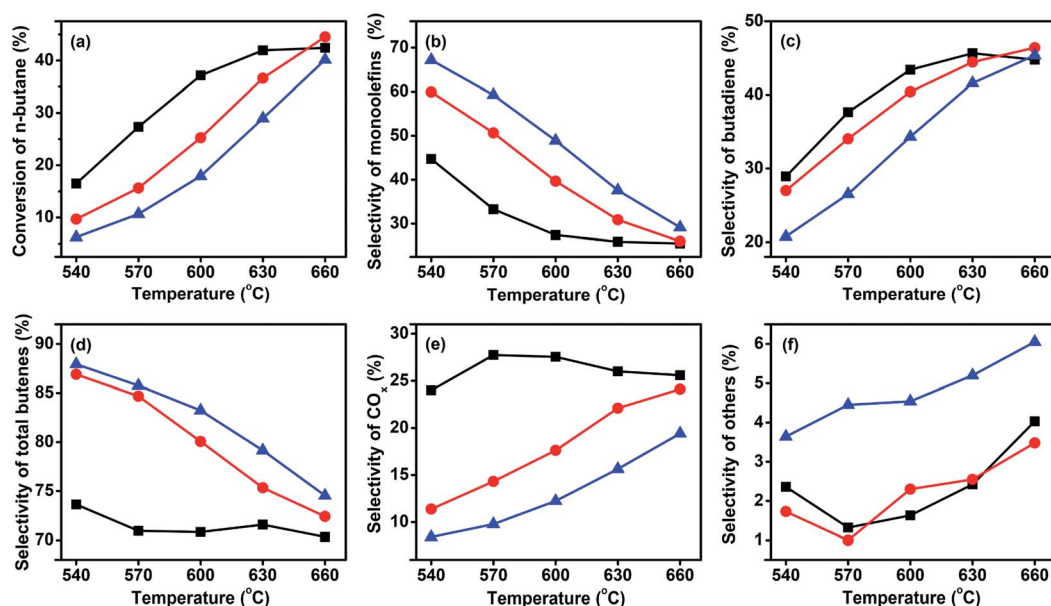 (a)
Conversion of n-butane (%)
40
30
20
10
540 570 600 630 660
Temperature (°C)
(b)
Selectivity of monoolefins (%)
70
60
50
40
30
540 570 600 630 660
Temperature (°C)
(c)
Selectivity of butadiene (%)
50
40
30
20
540 570 600 630 660
Temperature (°C)
(d)
Selectivity of total butenes (%)
90
85
80
75
70
540 570 600 630 660
Temperature (°C)
(e)
Selectivity of COₓ (%)
30
25
20
15
10
540 570 600 630 660
Temperature (°C)
(f)
Selectivity of others (%)
6
5
4
3
2
1
540 570 600 630 660
Temperature (°C)